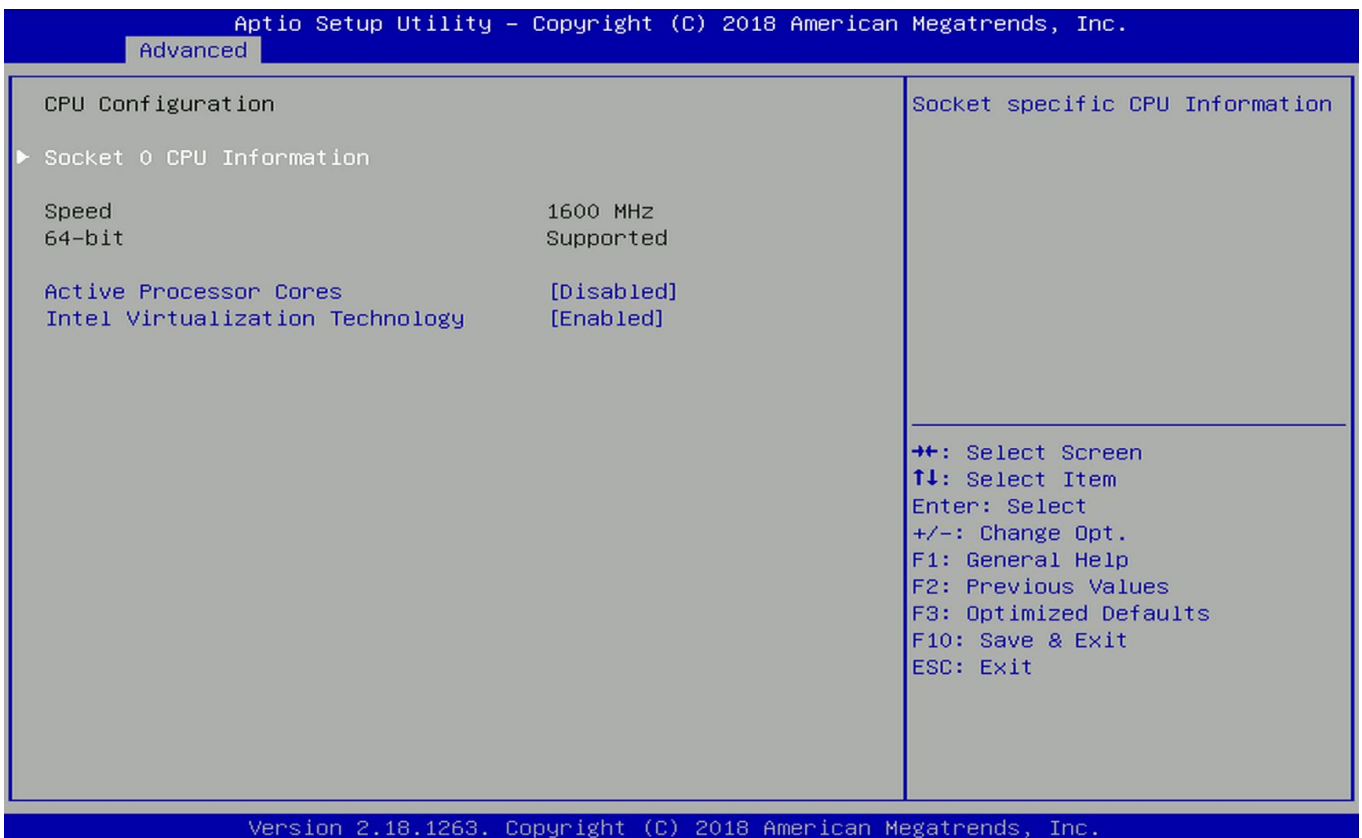 Aptio Setup Utility – Copyright (C) 2018 American Megatrends, Inc.
Advanced
CPU Configuration
Socket 0 CPU Information
Speed 1600 MHz
64-bit Supported
Active Processor Cores [Disabled]
Intel Virtualization Technology [Enabled]
Socket specific CPU Information
→←: Select Screen
↑↓: Select Item
Enter: Select
+/-: Change Opt.
F1: General Help
F2: Previous Values
F3: Optimized Defaults
F10: Save & Exit
ESC: Exit
Version 2.18.1263. Copyright (C) 2018 American Megatrends, Inc.